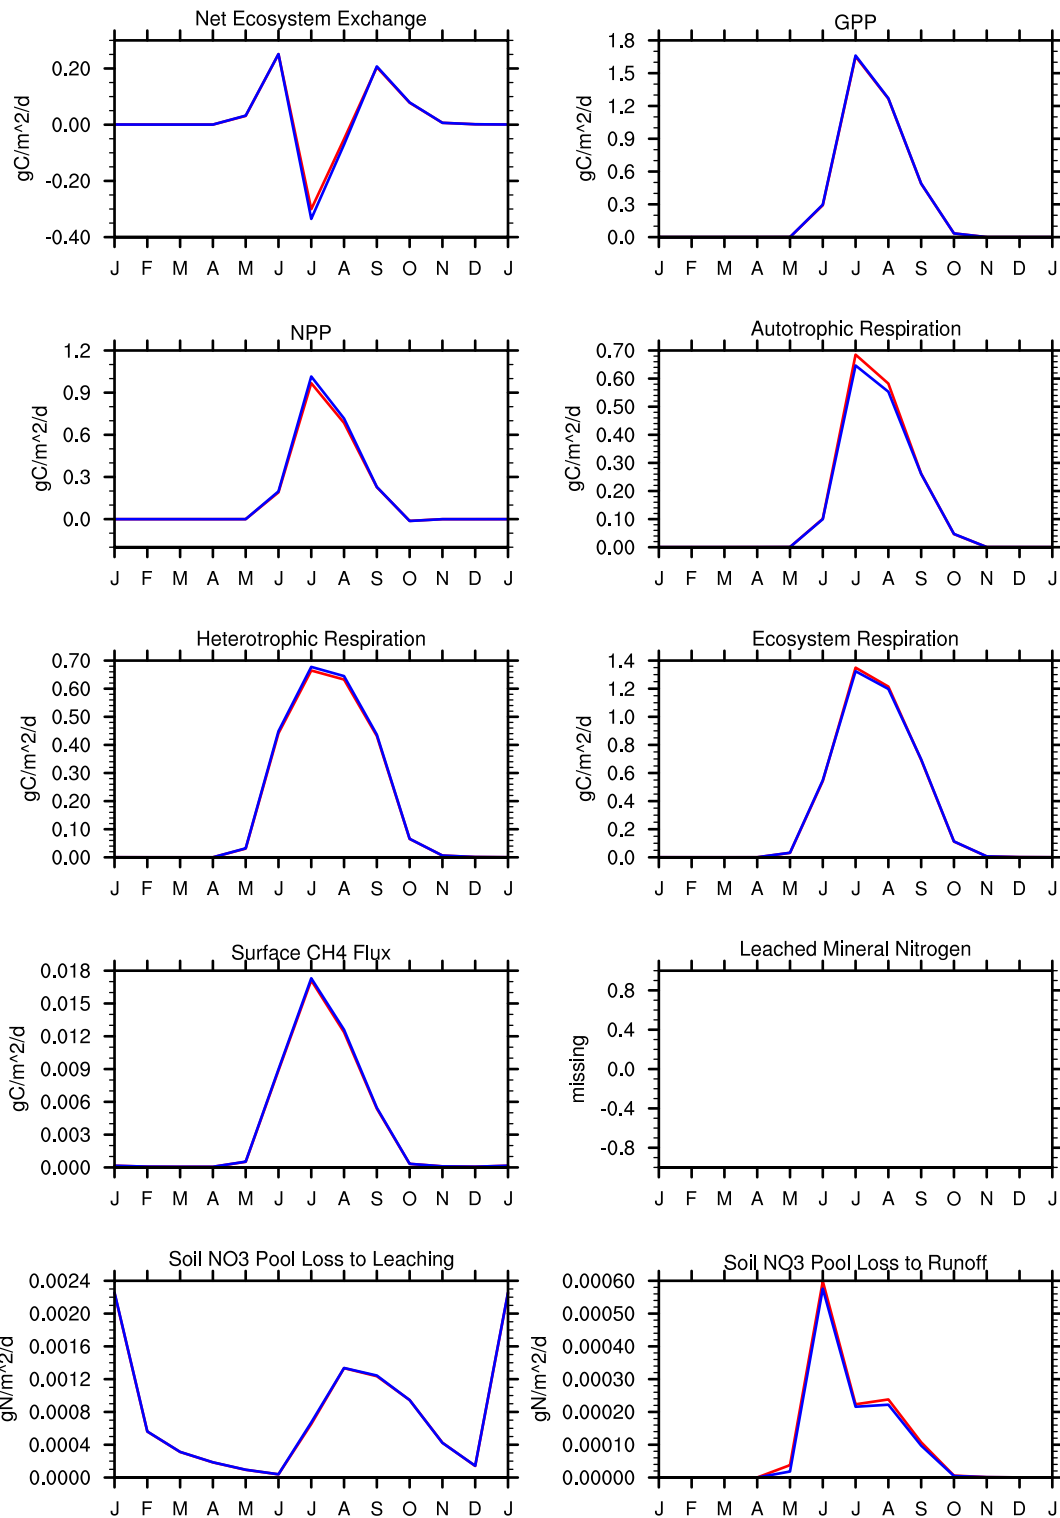 Net Ecosystem Exchange
gC/m^2/d
0.20
0.00
-0.20
-0.40
J F M A M J J A S O N D J
GPP
gC/m^2/d
1.8
1.5
1.2
0.9
0.6
0.3
0.0
J F M A M J J A S O N D J
NPP
gC/m^2/d
1.2
0.9
0.6
0.3
0.0
J F M A M J J A S O N D J
Autotrophic Respiration
gC/m^2/d
0.70
0.60
0.50
0.40
0.30
0.20
0.10
0.00
J F M A M J J A S O N D J
Heterotrophic Respiration
gC/m^2/d
0.70
0.60
0.50
0.40
0.30
0.20
0.10
0.00
J F M A M J J A S O N D J
Ecosystem Respiration
gC/m^2/d
1.4
1.2
1.0
0.8
0.6
0.4
0.2
0.0
J F M A M J J A S O N D J
Surface CH4 Flux
gC/m^2/d
0.018
0.015
0.012
0.009
0.006
0.003
0.000
J F M A M J J A S O N D J
Leached Mineral Nitrogen
missing
0.8
0.4
0.0
-0.4
-0.8
J F M A M J J A S O N D J
Soil NO3 Pool Loss to Leaching
gN/m^2/d
0.0024
0.0020
0.0016
0.0012
0.0008
0.0004
0.0000
J F M A M J J A S O N D J
Soil NO3 Pool Loss to Runoff
gN/m^2/d
0.00060
0.00050
0.00040
0.00030
0.00020
0.00010
0.00000
J F M A M J J A S O N D J